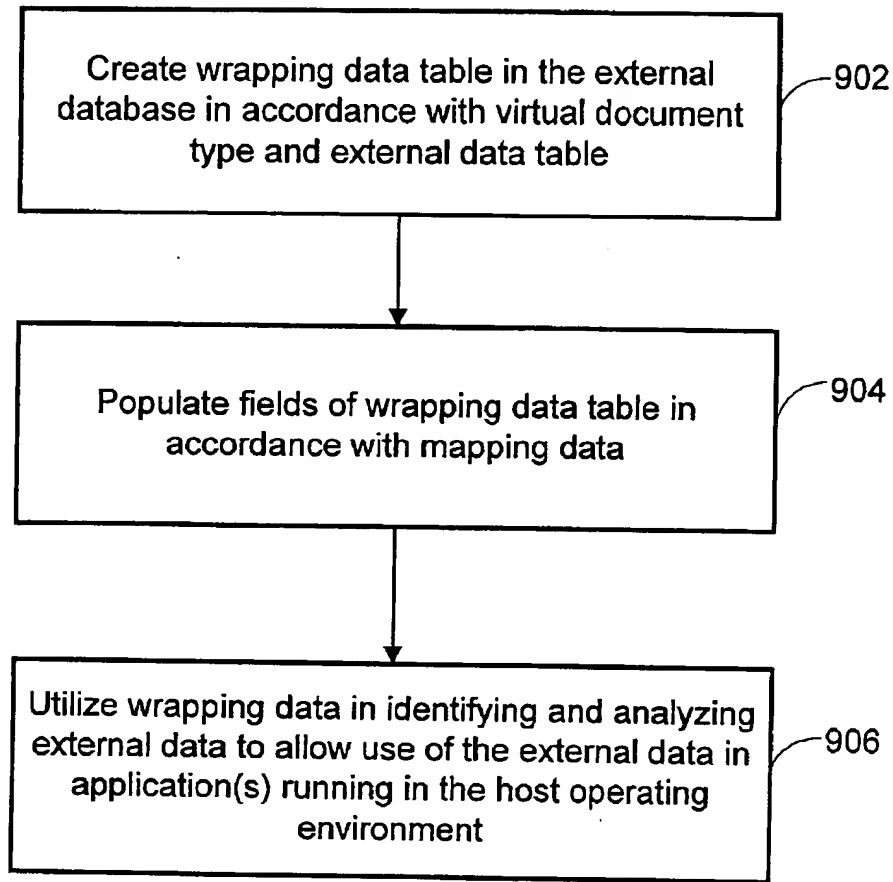 Create wrapping data table in the external
database in accordance with virtual document
type and external data table
902
Populate fields of wrapping data table in
accordance with mapping data
904
Utilize wrapping data in identifying and analyzing
external data to allow use of the external data in
application(s) running in the host operating
environment
906